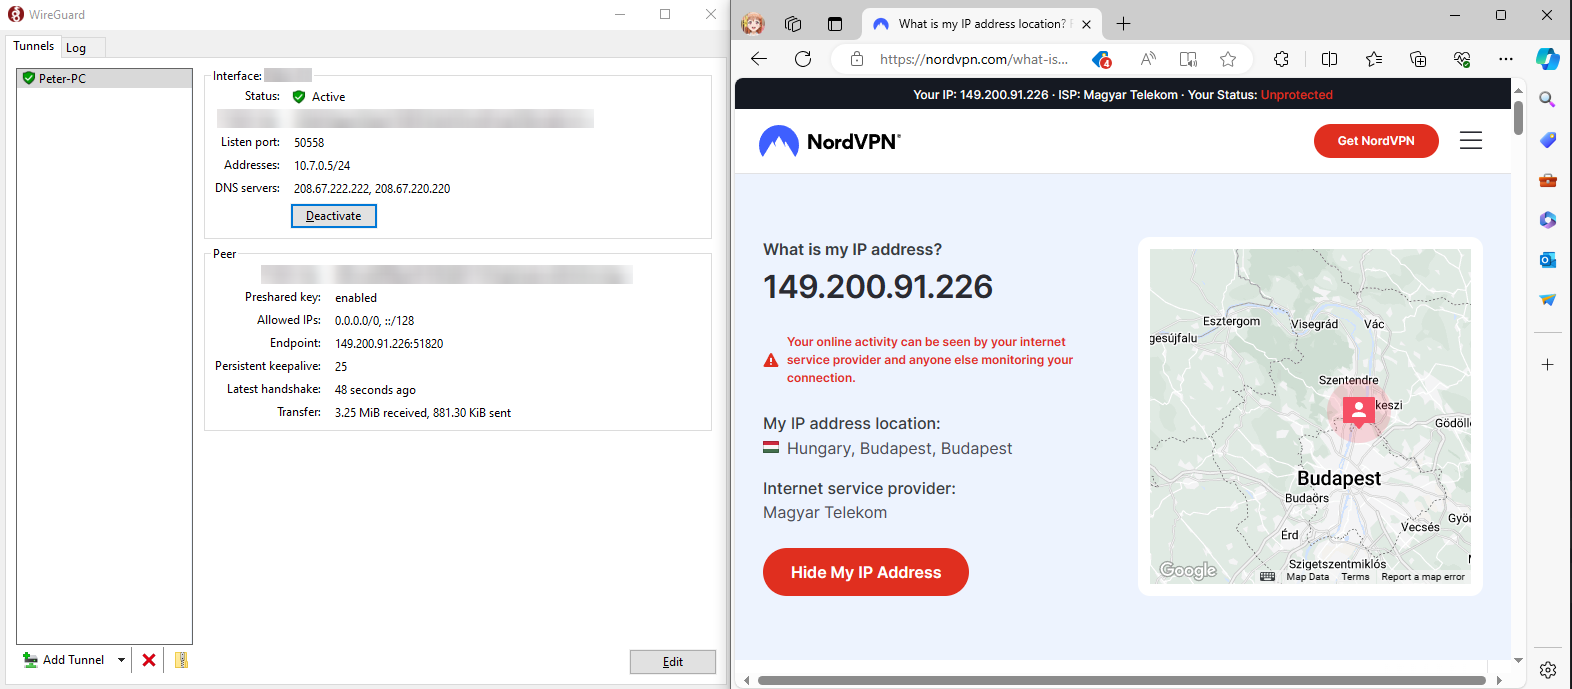 WireGuard
Tunnels
Log
Peter-PC
Interface:
Status: Active
Listen port: 50558
Addresses: 10.7.0.5/24
DNS servers: 208.67.222.222, 208.67.220.220
Deactivate
Peer
Preshared key: enabled
Allowed IPs: 0.0.0.0/0, ::/128
Endpoint: 149.200.91.226:51820
Persistent keepalive: 25
Latest handshake: 48 seconds ago
Transfer: 3.25 MiB received, 881.30 KiB sent
Add Tunnel
Edit
What is my IP address location?
https://nordvpn.com/what-is...
4
Your IP: 149.200.91.226 · ISP: Magyar Telekom · Your Status: Unprotected
NordVPN®
Get NordVPN
What is my IP address?
149.200.91.226
Your online activity can be seen by your internet
service provider and anyone else monitoring your
connection.
My IP address location:
Hungary, Budapest, Budapest
Internet service provider:
Magyar Telekom
Hide My IP Address
Esztergom
Visegrád
Vác
gesújfalu
Szentendre
keszi
Gödöll
Budapest
Budaörs
Vecsés
Győr
Érd
Szigetszentmiklós
Google
Map Data
Terms
Report a map error